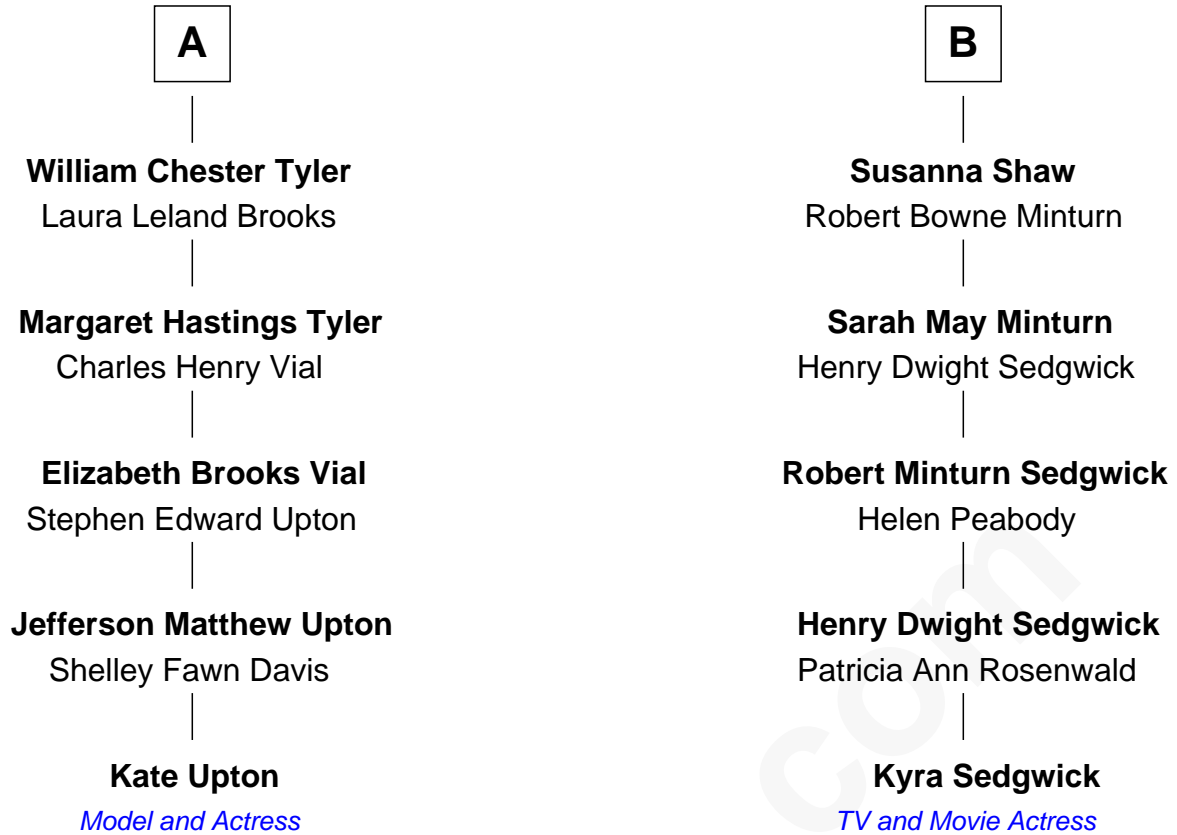 A
William Chester Tyler
Laura Leland Brooks
Margaret Hastings Tyler
Charles Henry Vial
Elizabeth Brooks Vial
Stephen Edward Upton
Jefferson Matthew Upton
Shelley Fawn Davis
Kate Upton
Model and Actress
B
Susanna Shaw
Robert Bowne Minturn
Sarah May Minturn
Henry Dwight Sedgwick
Robert Minturn Sedgwick
Helen Peabody
Henry Dwight Sedgwick
Patricia Ann Rosenwald
Kyra Sedgwick
TV and Movie Actress
com